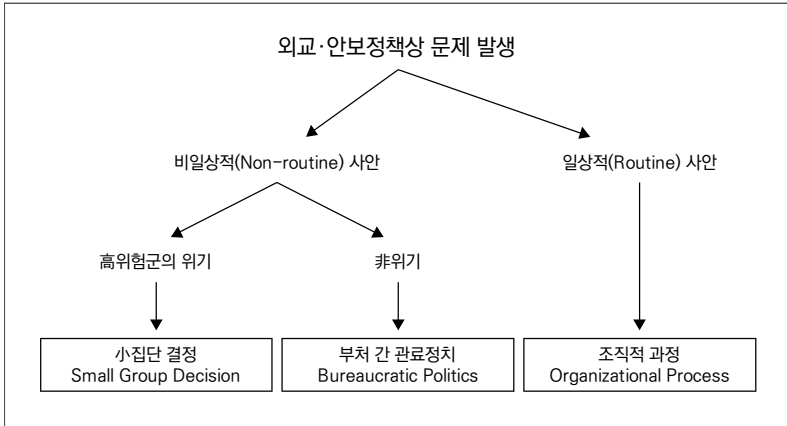 외교·안보정책상 문제 발생
비일상적(Non-routine) 사안
일상적(Routine) 사안
高위험군의 위기
非위기
小집단 결정
Small Group Decision
부처 간 관료정치
Bureaucratic Politics
조직적 과정
Organizational Process